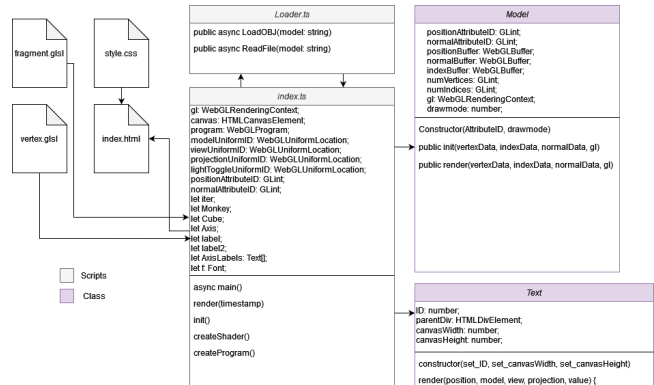 fragment.glsl
style.css
vertex.glsl
index.html
Scripts
Class
Loader.ts
public async LoadOBJ(model: string)
public async ReadFile(model: string)
index.ts
gl: WebGLRenderingContext;
canvas: HTMLCanvasElement;
program: WebGLProgram;
modelUniformID: WebGLUniformLocation;
viewUniformID: WebGLUniformLocation;
projectionUniformID: WebGLUniformLocation;
lightToggleUniformID: WebGLUniformLocation;
positionAttributeID: GLint;
normalAttributeID: GLint;
let iter;
let Monkey;
let Cube;
let Axis;
let label;
let label2;
let AxisLabels: Text[];
let f: Font;
async main()
render(timestamp)
init()
createShader()
createProgram()
Model
positionAttributeID: GLint;
normalAttributeID: GLint;
positionBuffer: WebGLBuffer;
normalBuffer: WebGLBuffer;
indexBuffer: WebGLBuffer;
numVertices: GLint;
numIndices: GLint;
gl: WebGLRenderingContext;
drawmode: number;
Constructor(AttributeID, drawmode)
public init(vertexData, indexData, normalData, gl)
public render(vertexData, indexData, normalData, gl)
Text
ID: number;
parentDiv: HTMLDivElement;
canvasWidth: number;
canvasHeight: number;
constructor(set_ID, set_canvasWidth, set_canvasHeight)
render(position, model, view, projection, value) {